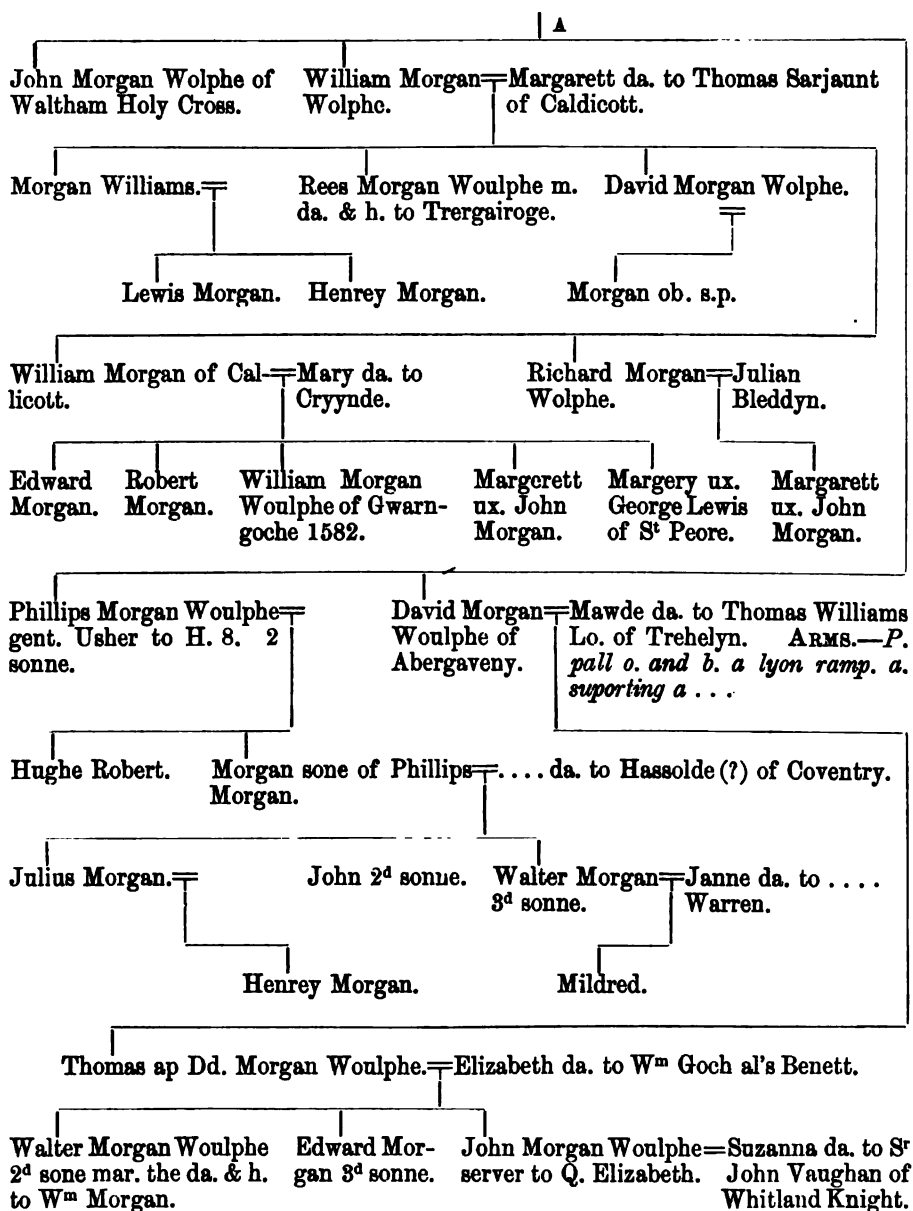 A
John Morgan Wolphe of William Morgan=Margarett da. to Thomas Sarjaunt
Waltham Holy Cross. Wolphe. of Caldicott.
Morgan Williams.= Rees Morgan Woulphe m. David Morgan Wolphe.
da. & h. to Trergairoge. =
Lewis Morgan. Henrey Morgan. Morgan ob. s.p.
William Morgan of Cal-=Mary da. to Richard Morgan=Julian
licott. Cryynde. Wolphe. Bleddyn.
Edward Robert William Morgan Margerett Margery ux. Margarett
Morgan. Morgan. Woulphe of Gwarn- ux. John George Lewis ux. John
goche 1582. Morgan. of St Peore. Morgan.
Phillips Morgan Woulphe= David Morgan=Mawde da. to Thomas Williams
gent. Usher to H. 8. 2 Woulphe of Lo. of Trehelyn. ARMS.—P.
sonne. Abergaveny. pall o. and b. a lyon ramp. a.
suporting a . . .
Hughe Robert. Morgan sone of Phillips=. . . . da. to Hassolde (?) of Coventry.
Morgan.
Julius Morgan.= John 2d sonne. Walter Morgan=Janne da. to . . . .
3d sonne. Warren.
Henrey Morgan. Mildred.
Thomas ap Dd. Morgan Woulphe.=Elizabeth da. to Wm Goch al's Benett.
Walter Morgan Woulphe Edward Mor- John Morgan Woulphe=Suzanna da. to Sr
2d sone mar. the da. & h. gan 3d sonne. server to Q. Elizabeth. John Vaughan of
to Wm Morgan. Whitland Knight.